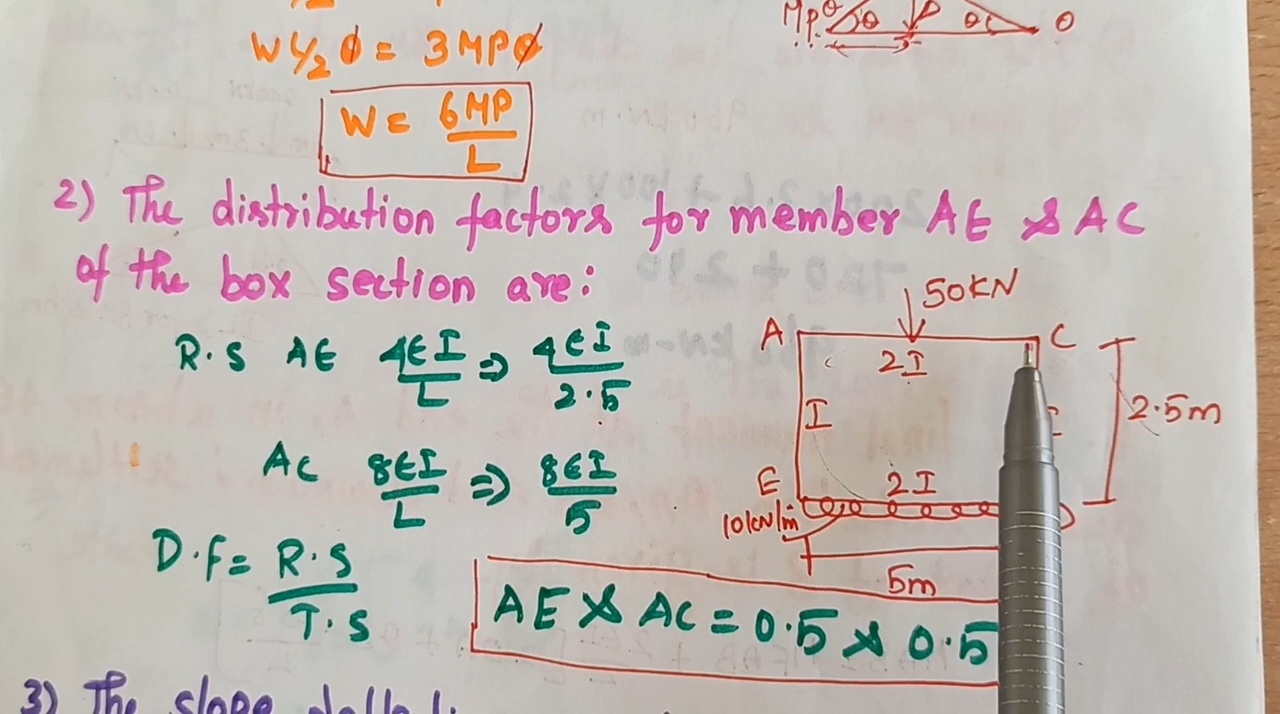 W L/2 θ = 3MPθ
W = 6MP/L
MP θ θ θ θ
2) The distribution factors for member AE & AC
of the box section are:
50KN
A C
2I
R.S AE 4EI/L ⇒ 4EI/2.5
I 2.5m
AC 8EI/L ⇒ 8EI/5
E 2I
10kN/m
D.F = R.S/T.S
5m
AE & AC = 0.5 & 0.5
3) The slope